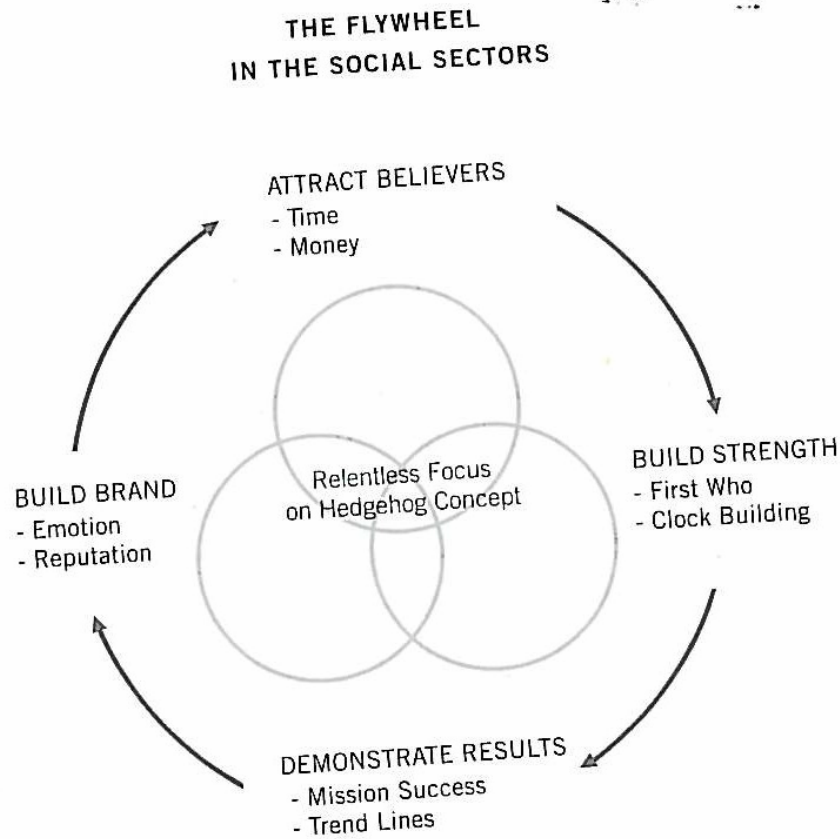 THE FLYWHEEL
IN THE SOCIAL SECTORS
ATTRACT BELIEVERS
- Time
- Money
BUILD STRENGTH
- First Who
- Clock Building
Relentless Focus
on Hedgehog Concept
BUILD BRAND
- Emotion
- Reputation
DEMONSTRATE RESULTS
- Mission Success
- Trend Lines